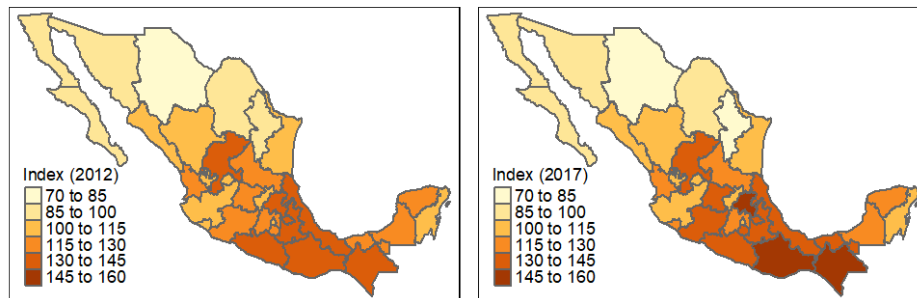 Index (2012)
70 to 85
85 to 100
100 to 115
115 to 130
130 to 145
145 to 160
Index (2017)
70 to 85
85 to 100
100 to 115
115 to 130
130 to 145
145 to 160